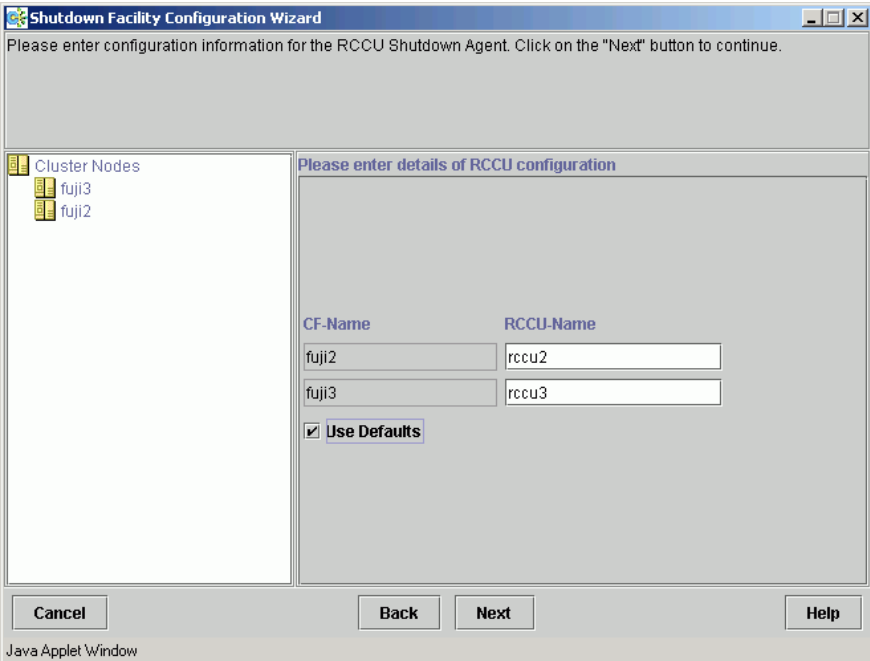 Shutdown Facility Configuration Wizard
Please enter configuration information for the RCCU Shutdown Agent. Click on the "Next" button to continue.
Cluster Nodes
fuji3
fuji2
Please enter details of RCCU configuration
CF-Name RCCU-Name
fuji2 rccu2
fuji3 rccu3
Use Defaults
Cancel Back Next Help
Java Applet Window